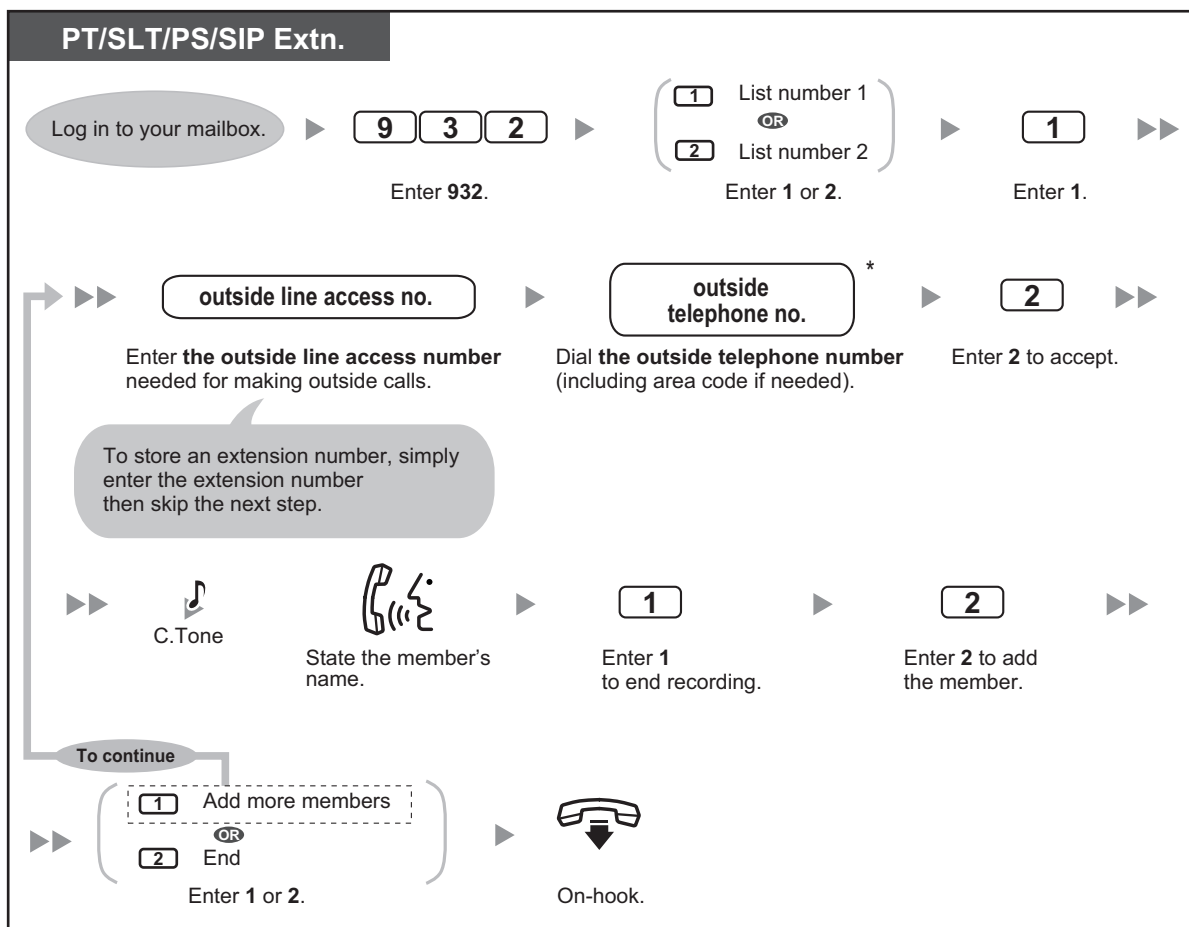 PT/SLT/PS/SIP Extn.
Log in to your mailbox.
9 3 2
Enter 932.
1 List number 1
OR
2 List number 2
Enter 1 or 2.
1
Enter 1.
outside line access no.
Enter the outside line access number
needed for making outside calls.
To store an extension number, simply
enter the extension number
then skip the next step.
outside
telephone no.
*
Dial the outside telephone number
(including area code if needed).
2
Enter 2 to accept.
C.Tone
State the member's
name.
1
Enter 1
to end recording.
2
Enter 2 to add
the member.
To continue
1 Add more members
OR
2 End
Enter 1 or 2.
On-hook.